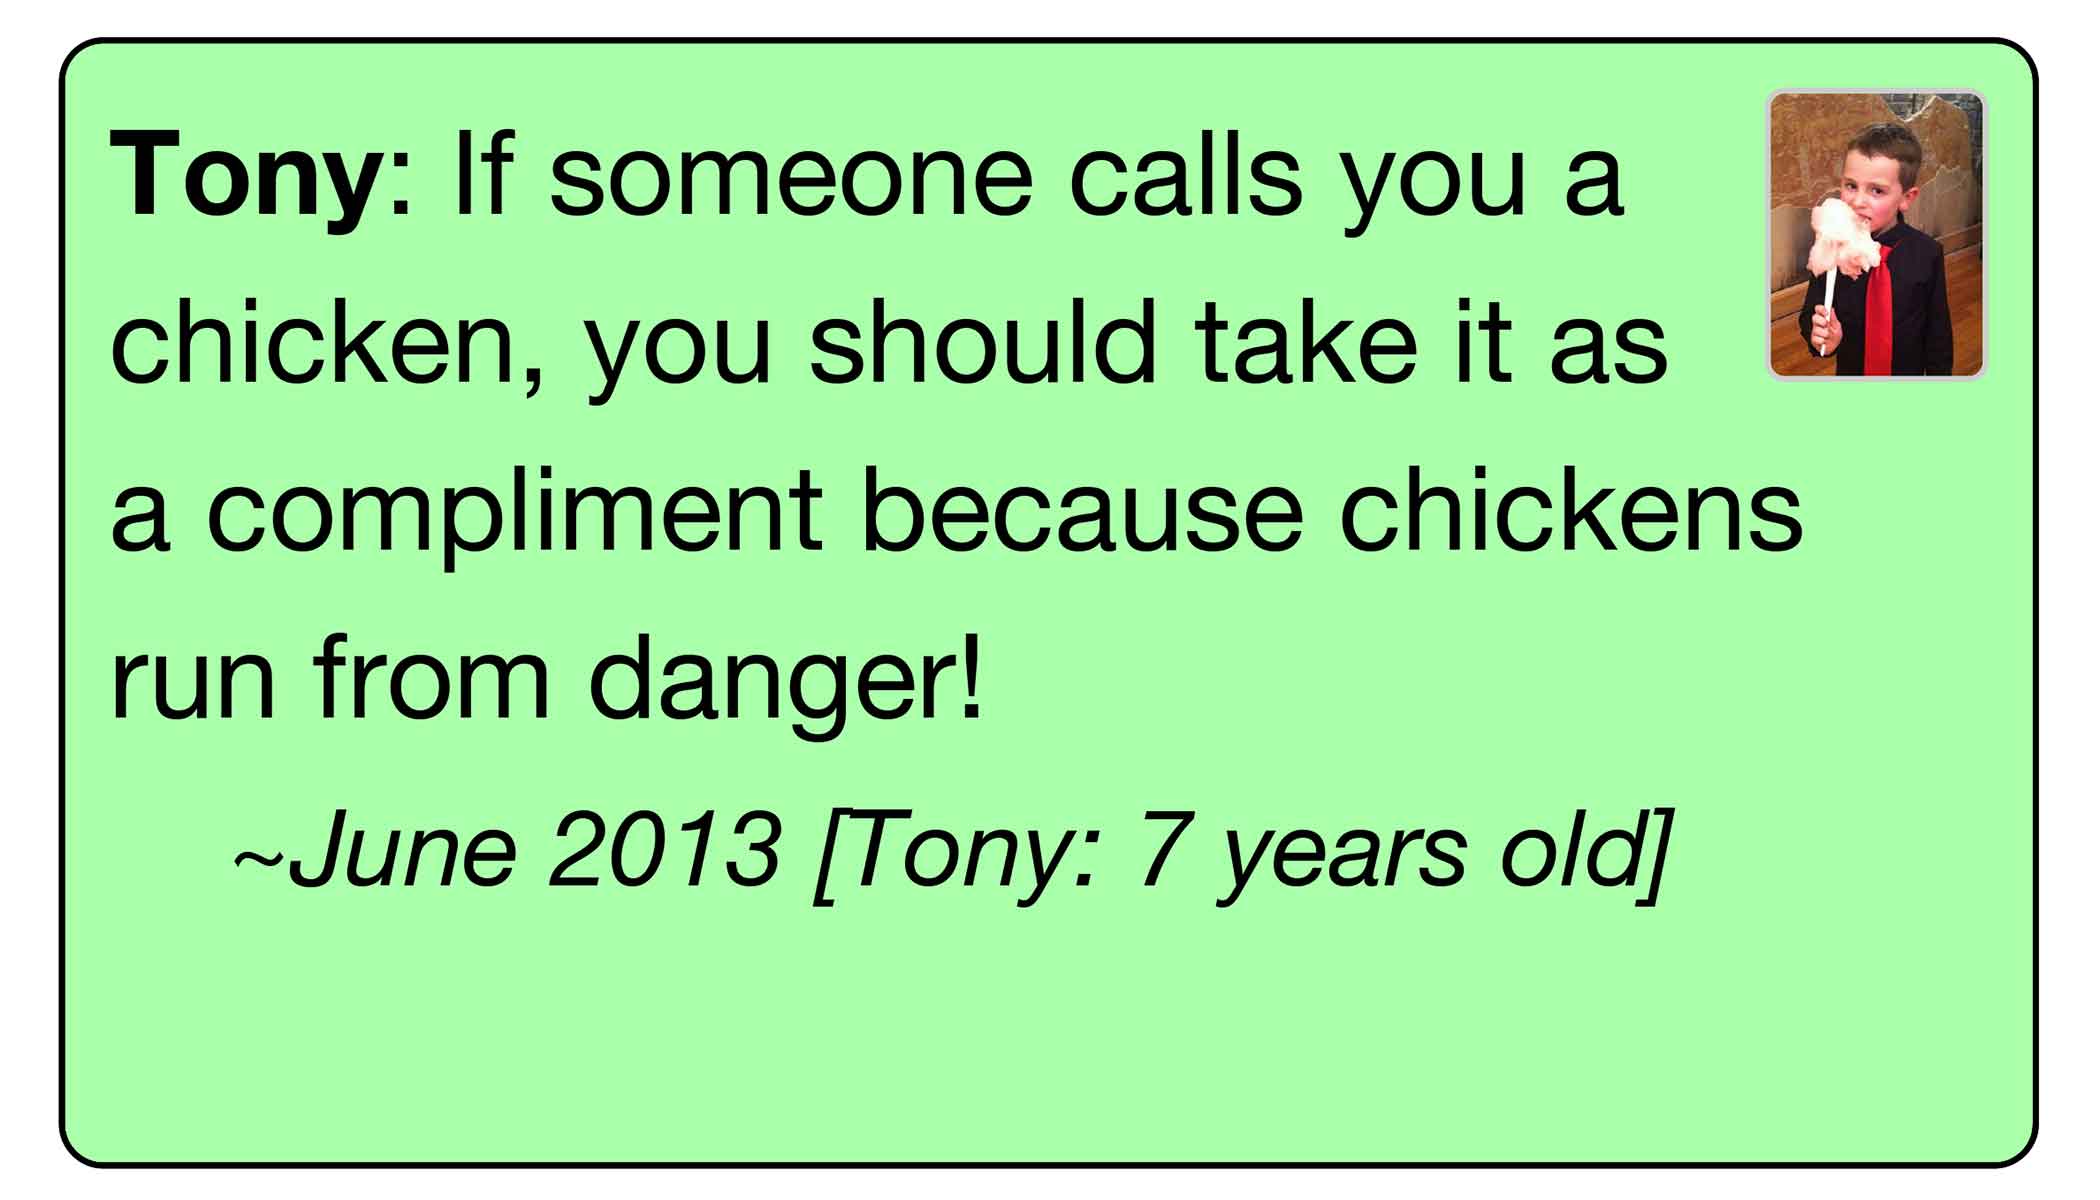 Tony: If someone calls you a
chicken, you should take it as
a compliment because chickens
run from danger!
~June 2013 [Tony: 7 years old]